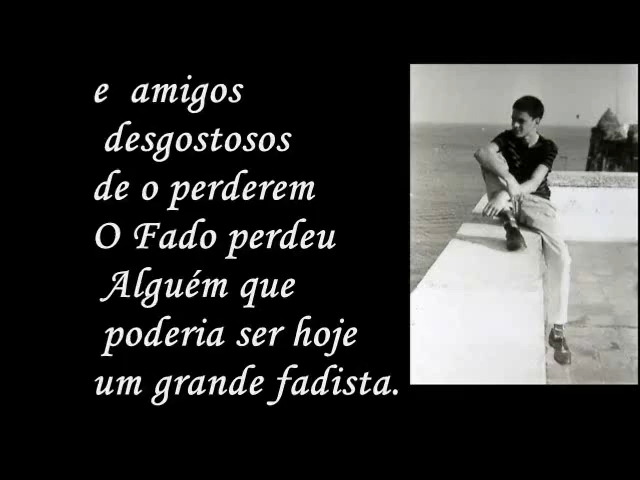 e amigos
desgostosos
de o perderem
O Fado perdeu
Alguém que
poderia ser hoje
um grande fadista.